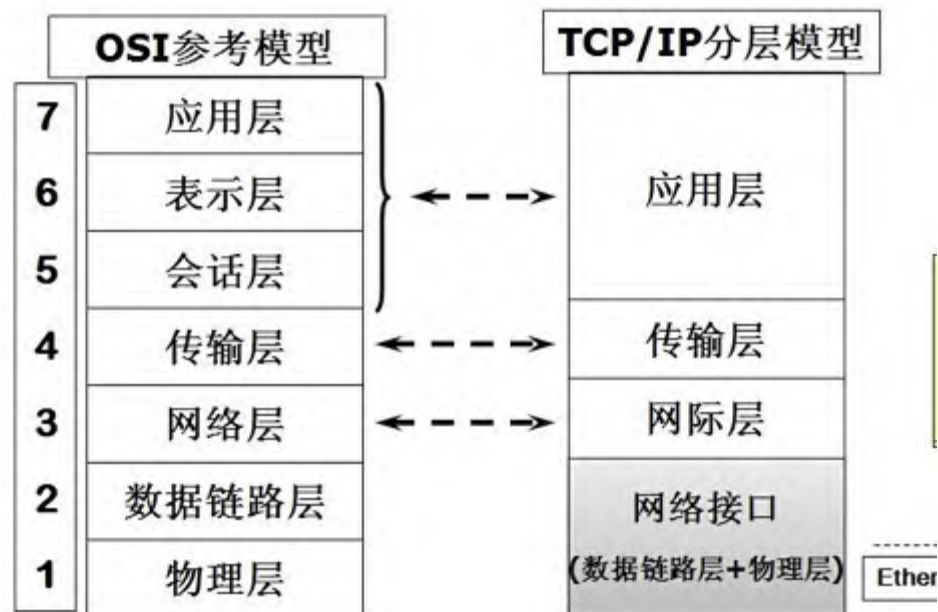 OSI参考模型
7
应用层
6
表示层
5
会话层
4
传输层
3
网络层
2
数据链路层
1
物理层
TCP/IP分层模型
应用层
传输层
网际层
网络接口
(数据链路层+物理层)
Ether